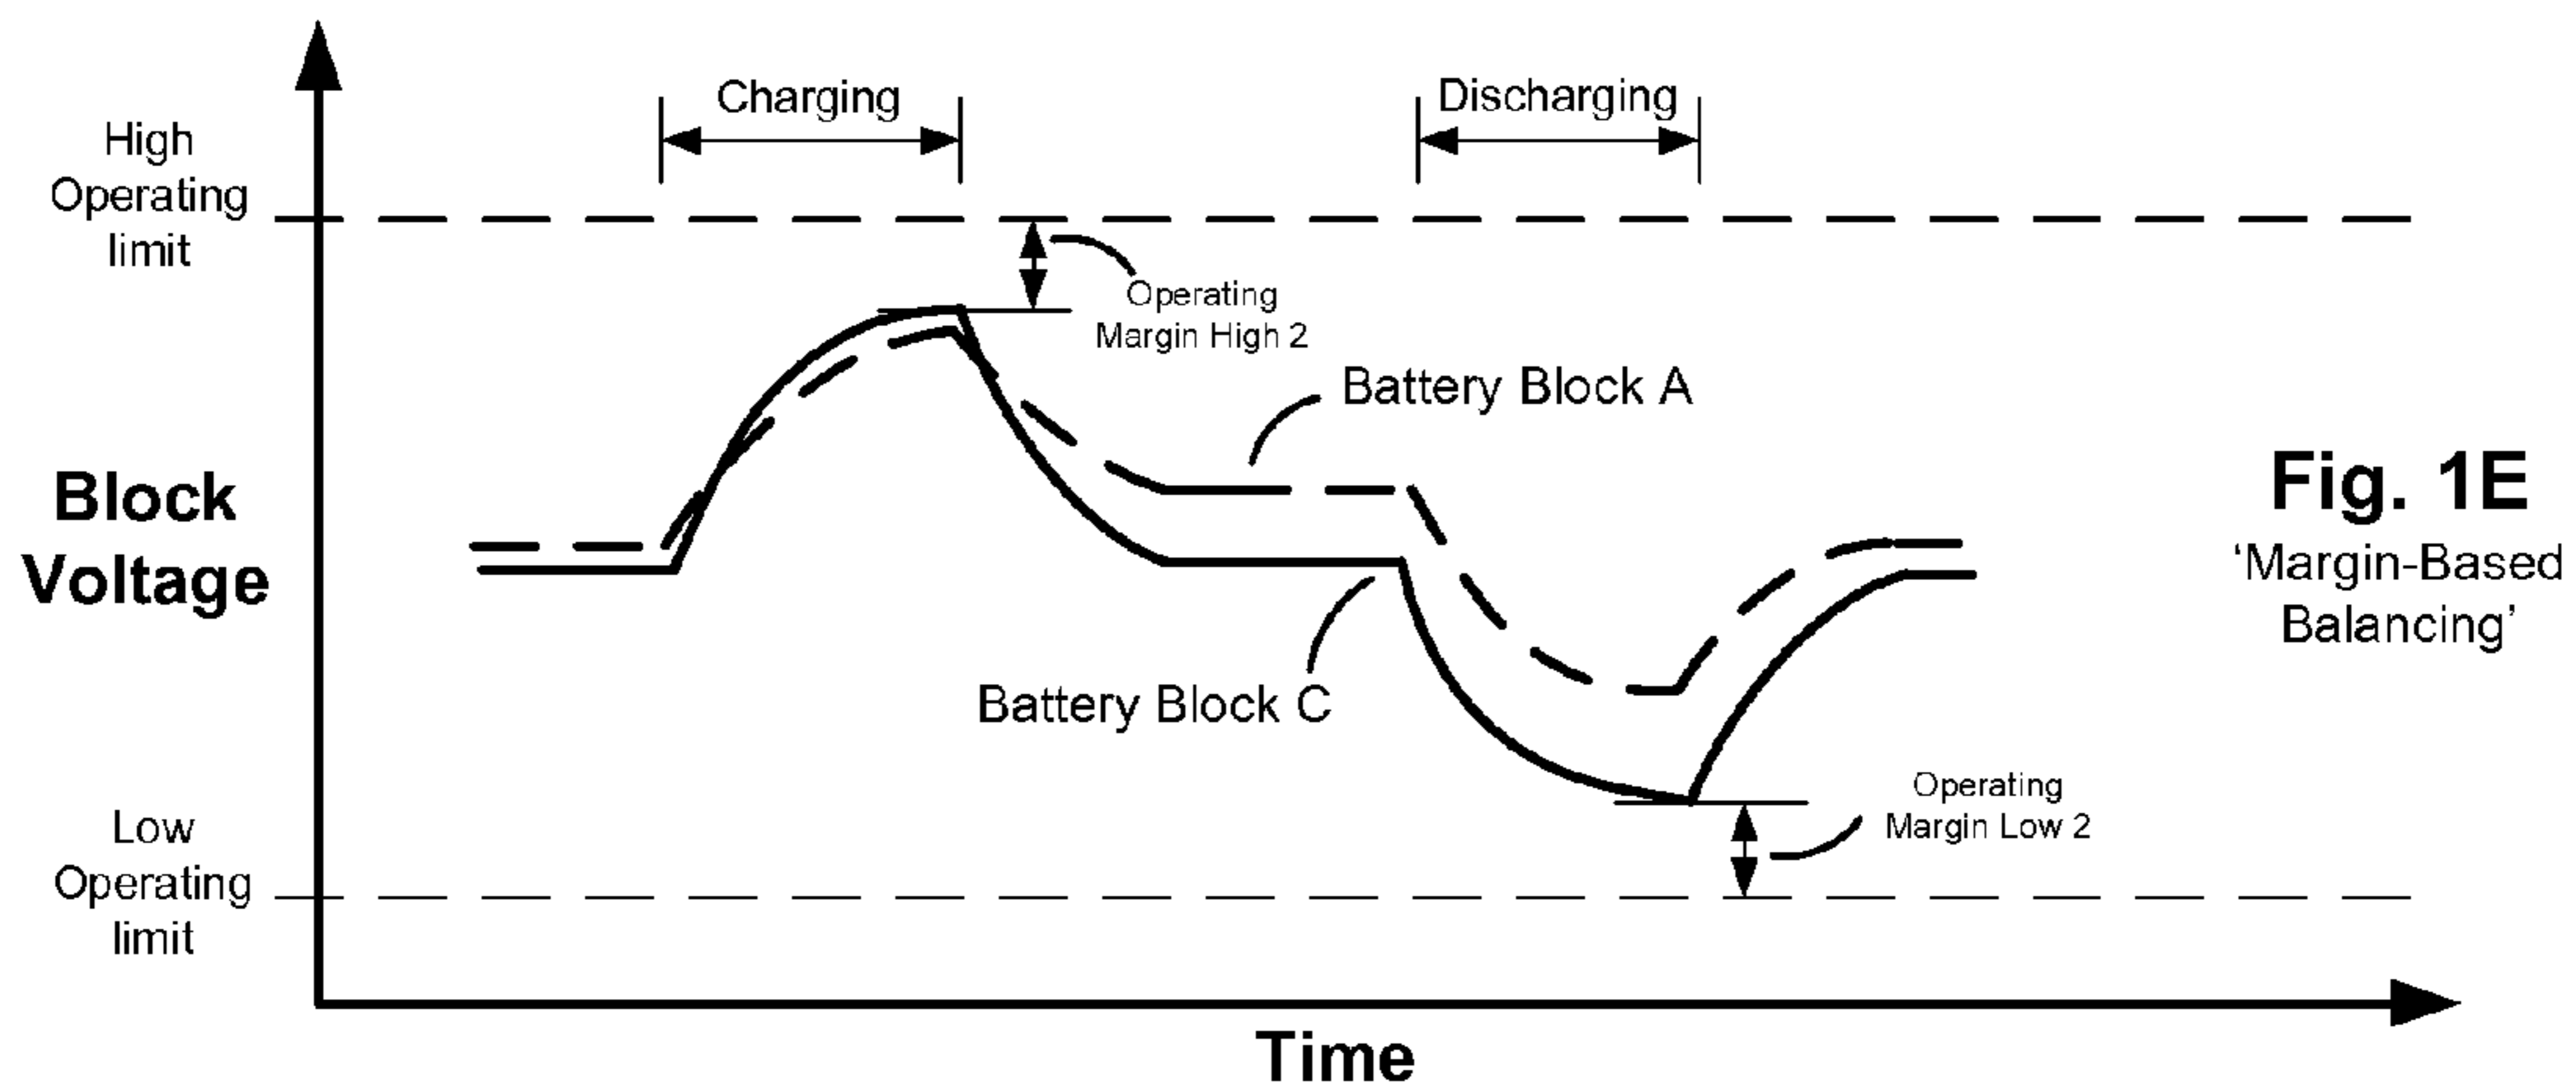 Charging
Discharging
High
Operating
limit
Operating
Margin High 2
Battery Block A
Block
Voltage
Fig. 1E
‘Margin-Based
Balancing’
Battery Block C
Operating
Margin Low 2
Low
Operating
limit
Time